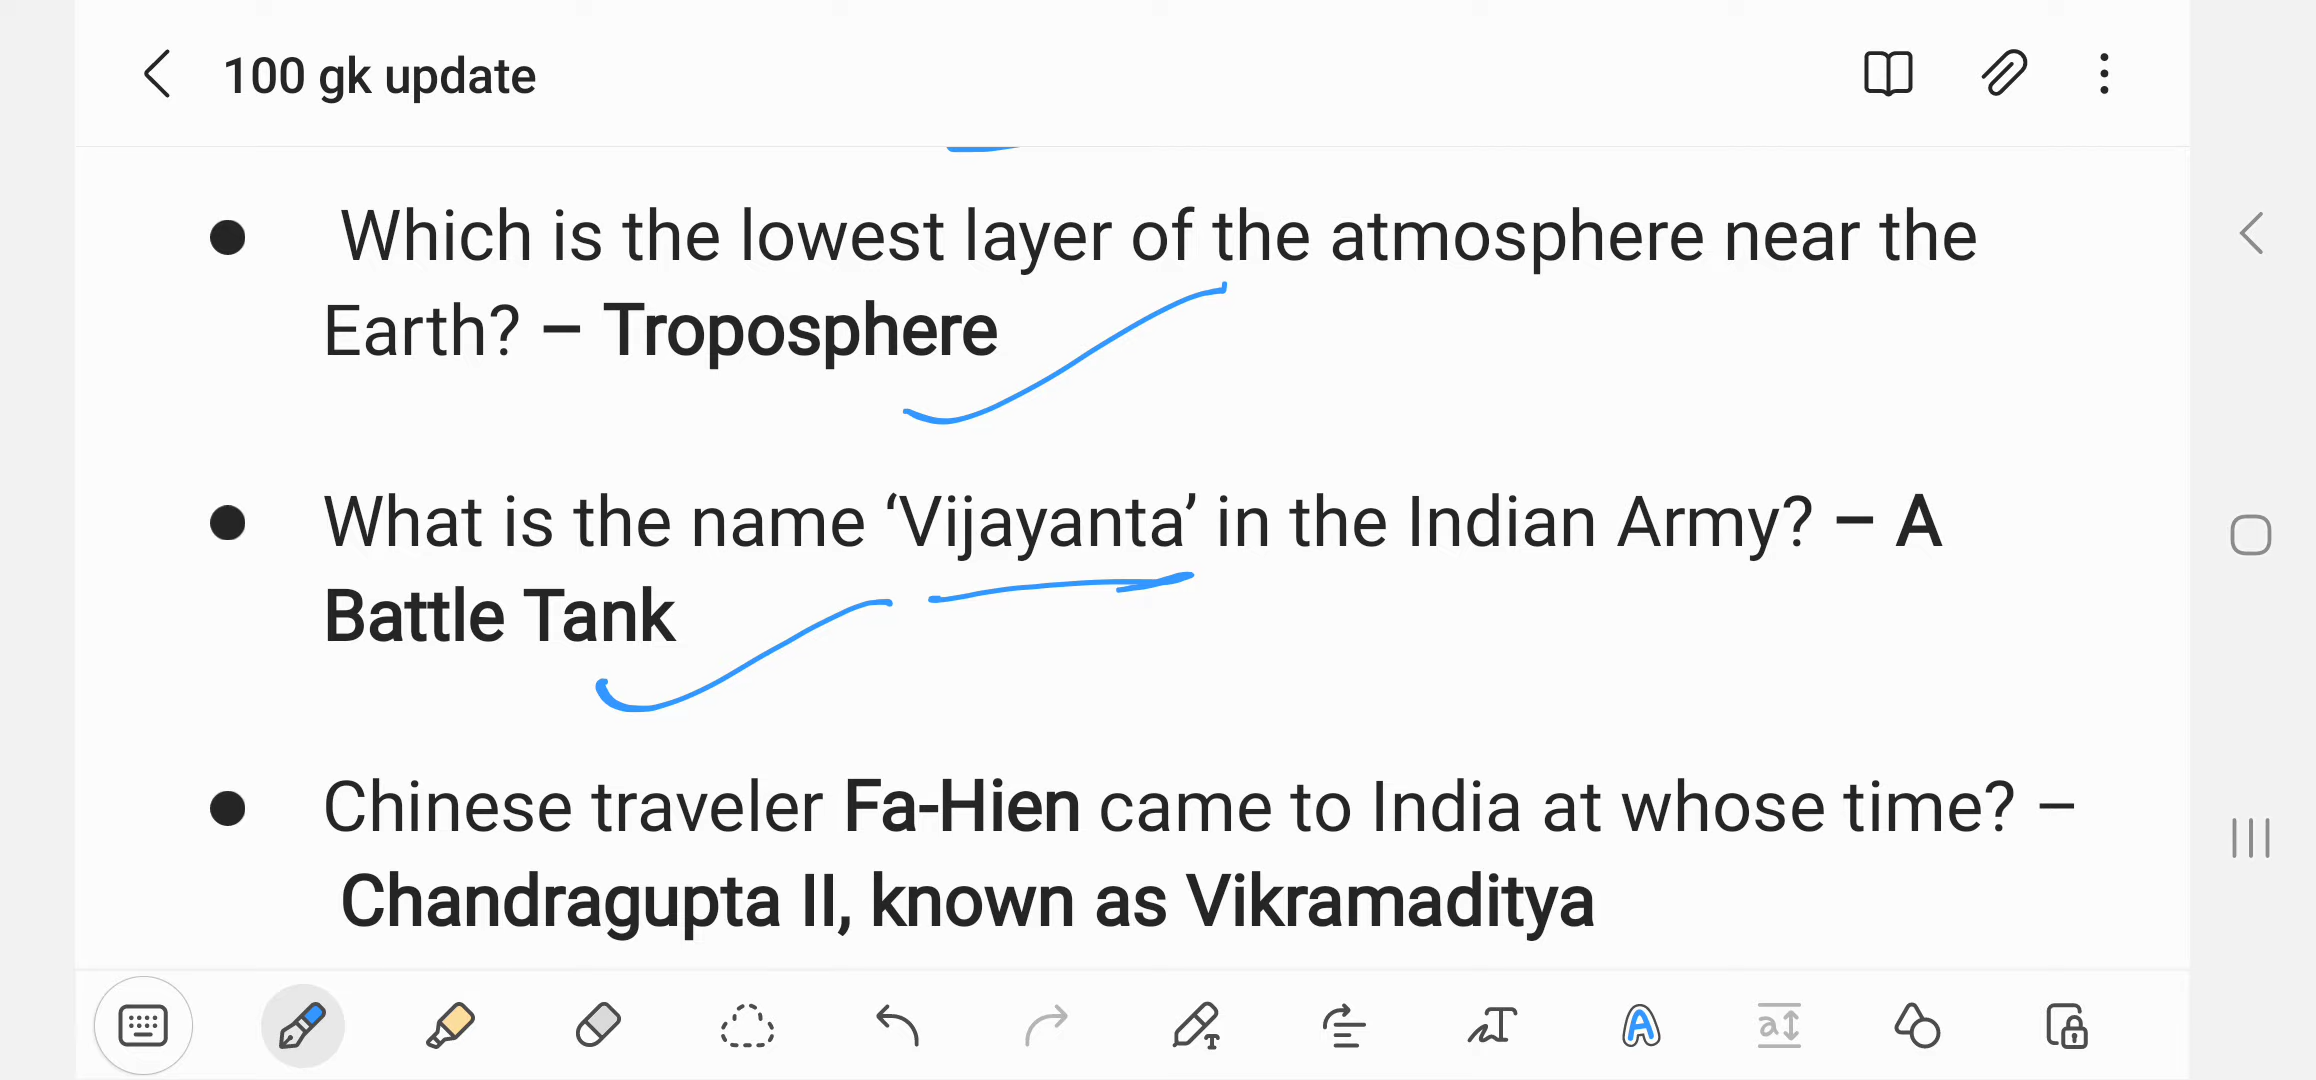 100 gk update
● Which is the lowest layer of the atmosphere near the
Earth? – Troposphere
● What is the name ‘Vijayanta’ in the Indian Army? – A
Battle Tank
● Chinese traveler Fa-Hien came to India at whose time? –
Chandragupta II, known as Vikramaditya